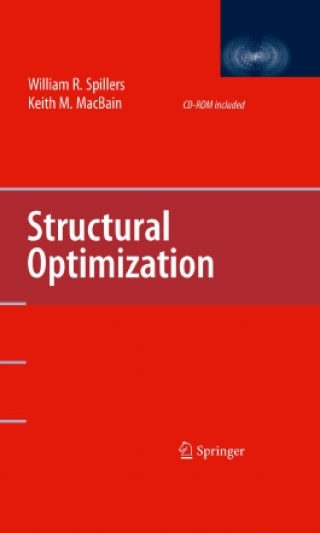 William R. Spillers
Keith M. MacBain
CD-ROM included
Structural
Optimization
Springer